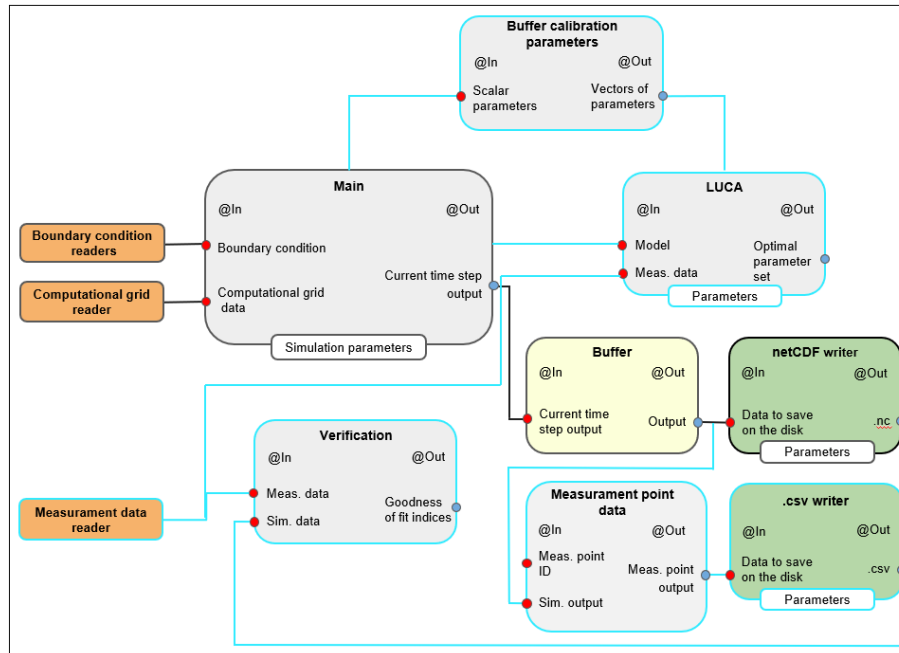 Buffer calibration
parameters
@In
@Out
Scalar
parameters
Vectors of
parameters
Main
@In
@Out
Boundary condition
Computational grid
data
Current time step
output
Simulation parameters
LUCA
@In
@Out
Model
Meas. data
Optimal
parameter
set
Parameters
Boundary condition
readers
Computational grid
reader
Buffer
@In
@Out
Current time
step output
Output
netCDF writer
@In
@Out
Data to save
on the disk
.nc
Parameters
Verification
@In
@Out
Meas. data
Sim. data
Goodness
of fit indices
Measurament data
reader
Measurament point
data
@In
@Out
Meas. point
ID
Sim. output
Meas. point
output
.csv writer
@In
@Out
Data to save
on the disk
.csv
Parameters